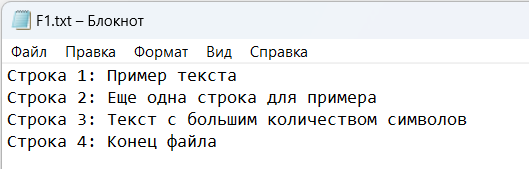 F1.txt – Блокнот
Файл Правка Формат Вид Справка
Строка 1: Пример текста
Строка 2: Еще одна строка для примера
Строка 3: Текст с большим количеством символов
Строка 4: Конец файла